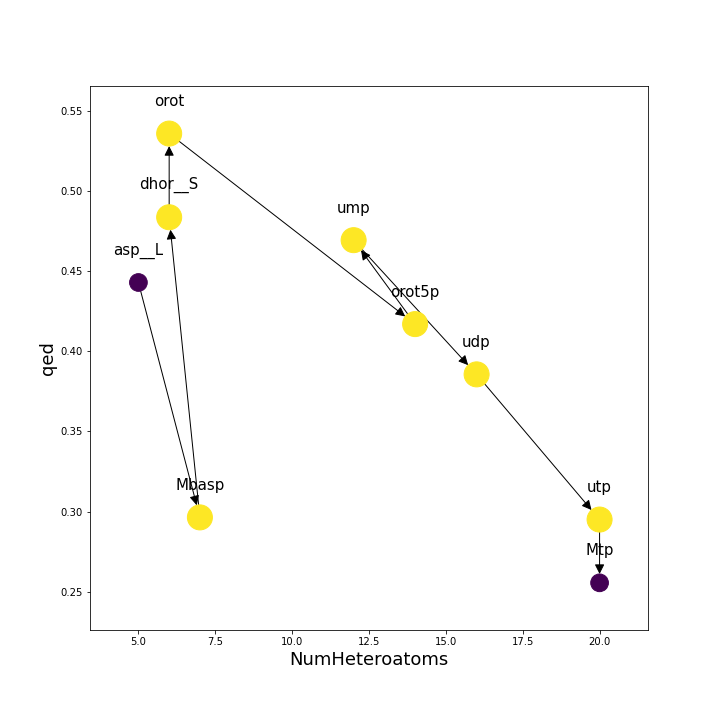 orot
dhor__S
asp__L
ump
orot5p
udp
Mbasp
utp
Mtp
0.55
0.50
0.45
0.40
0.35
0.30
0.25
qed
5.0
7.5
10.0
12.5
15.0
17.5
20.0
NumHeteroatoms